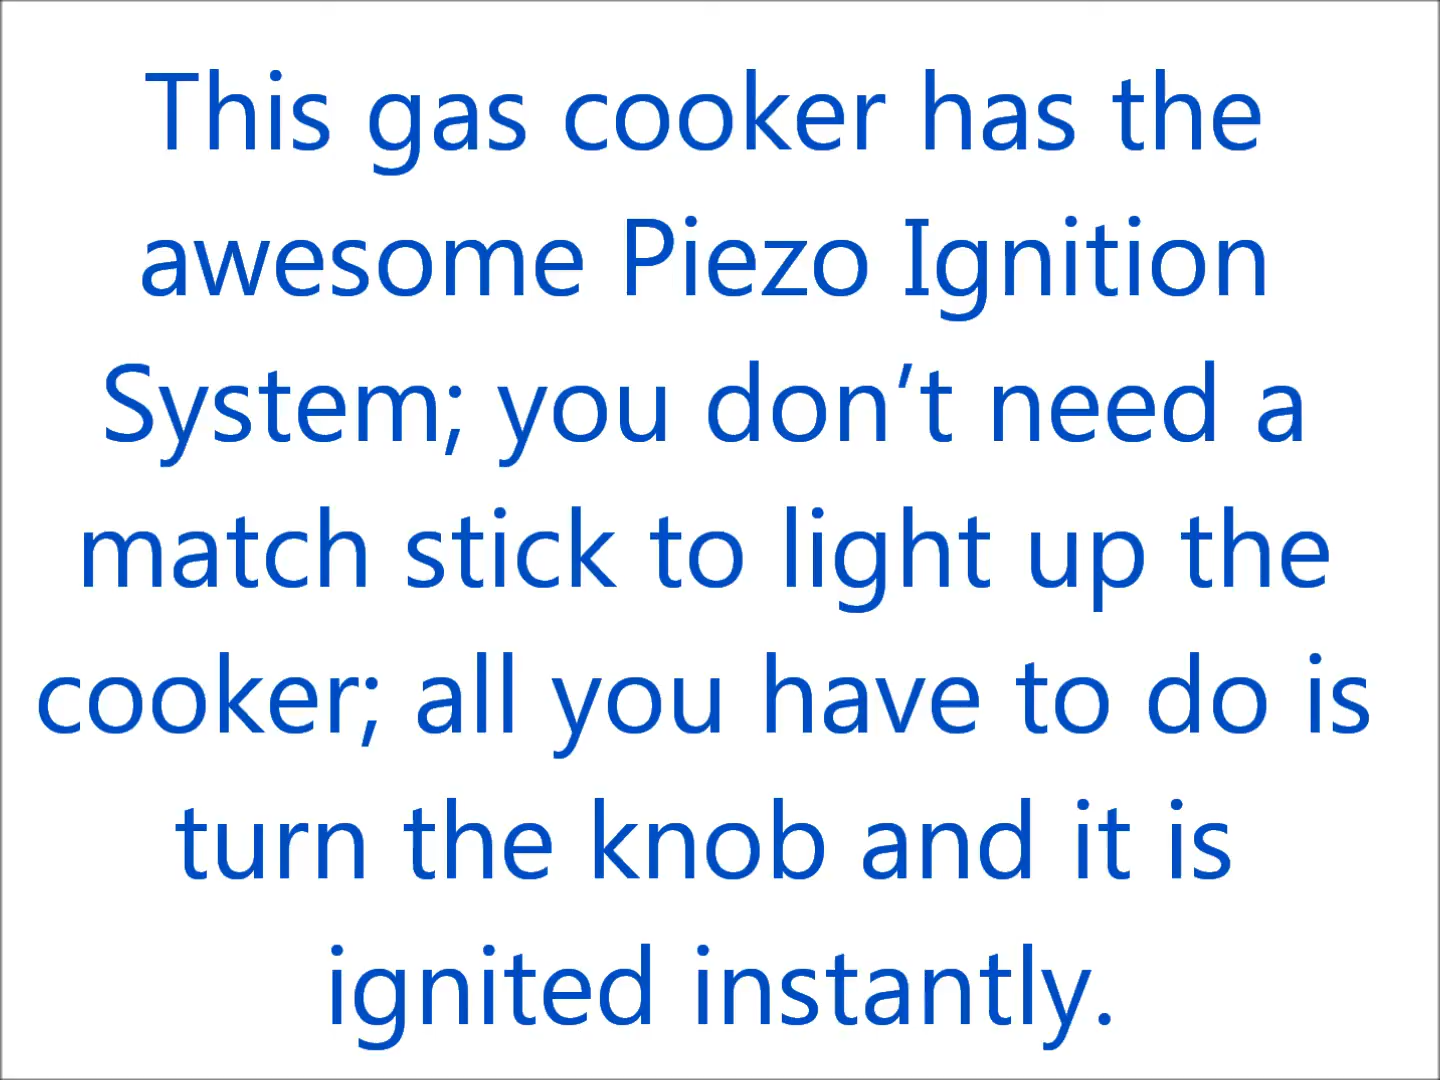 This gas cooker has the
awesome Piezo Ignition
System; you don’t need a
match stick to light up the
cooker; all you have to do is
turn the knob and it is
ignited instantly.